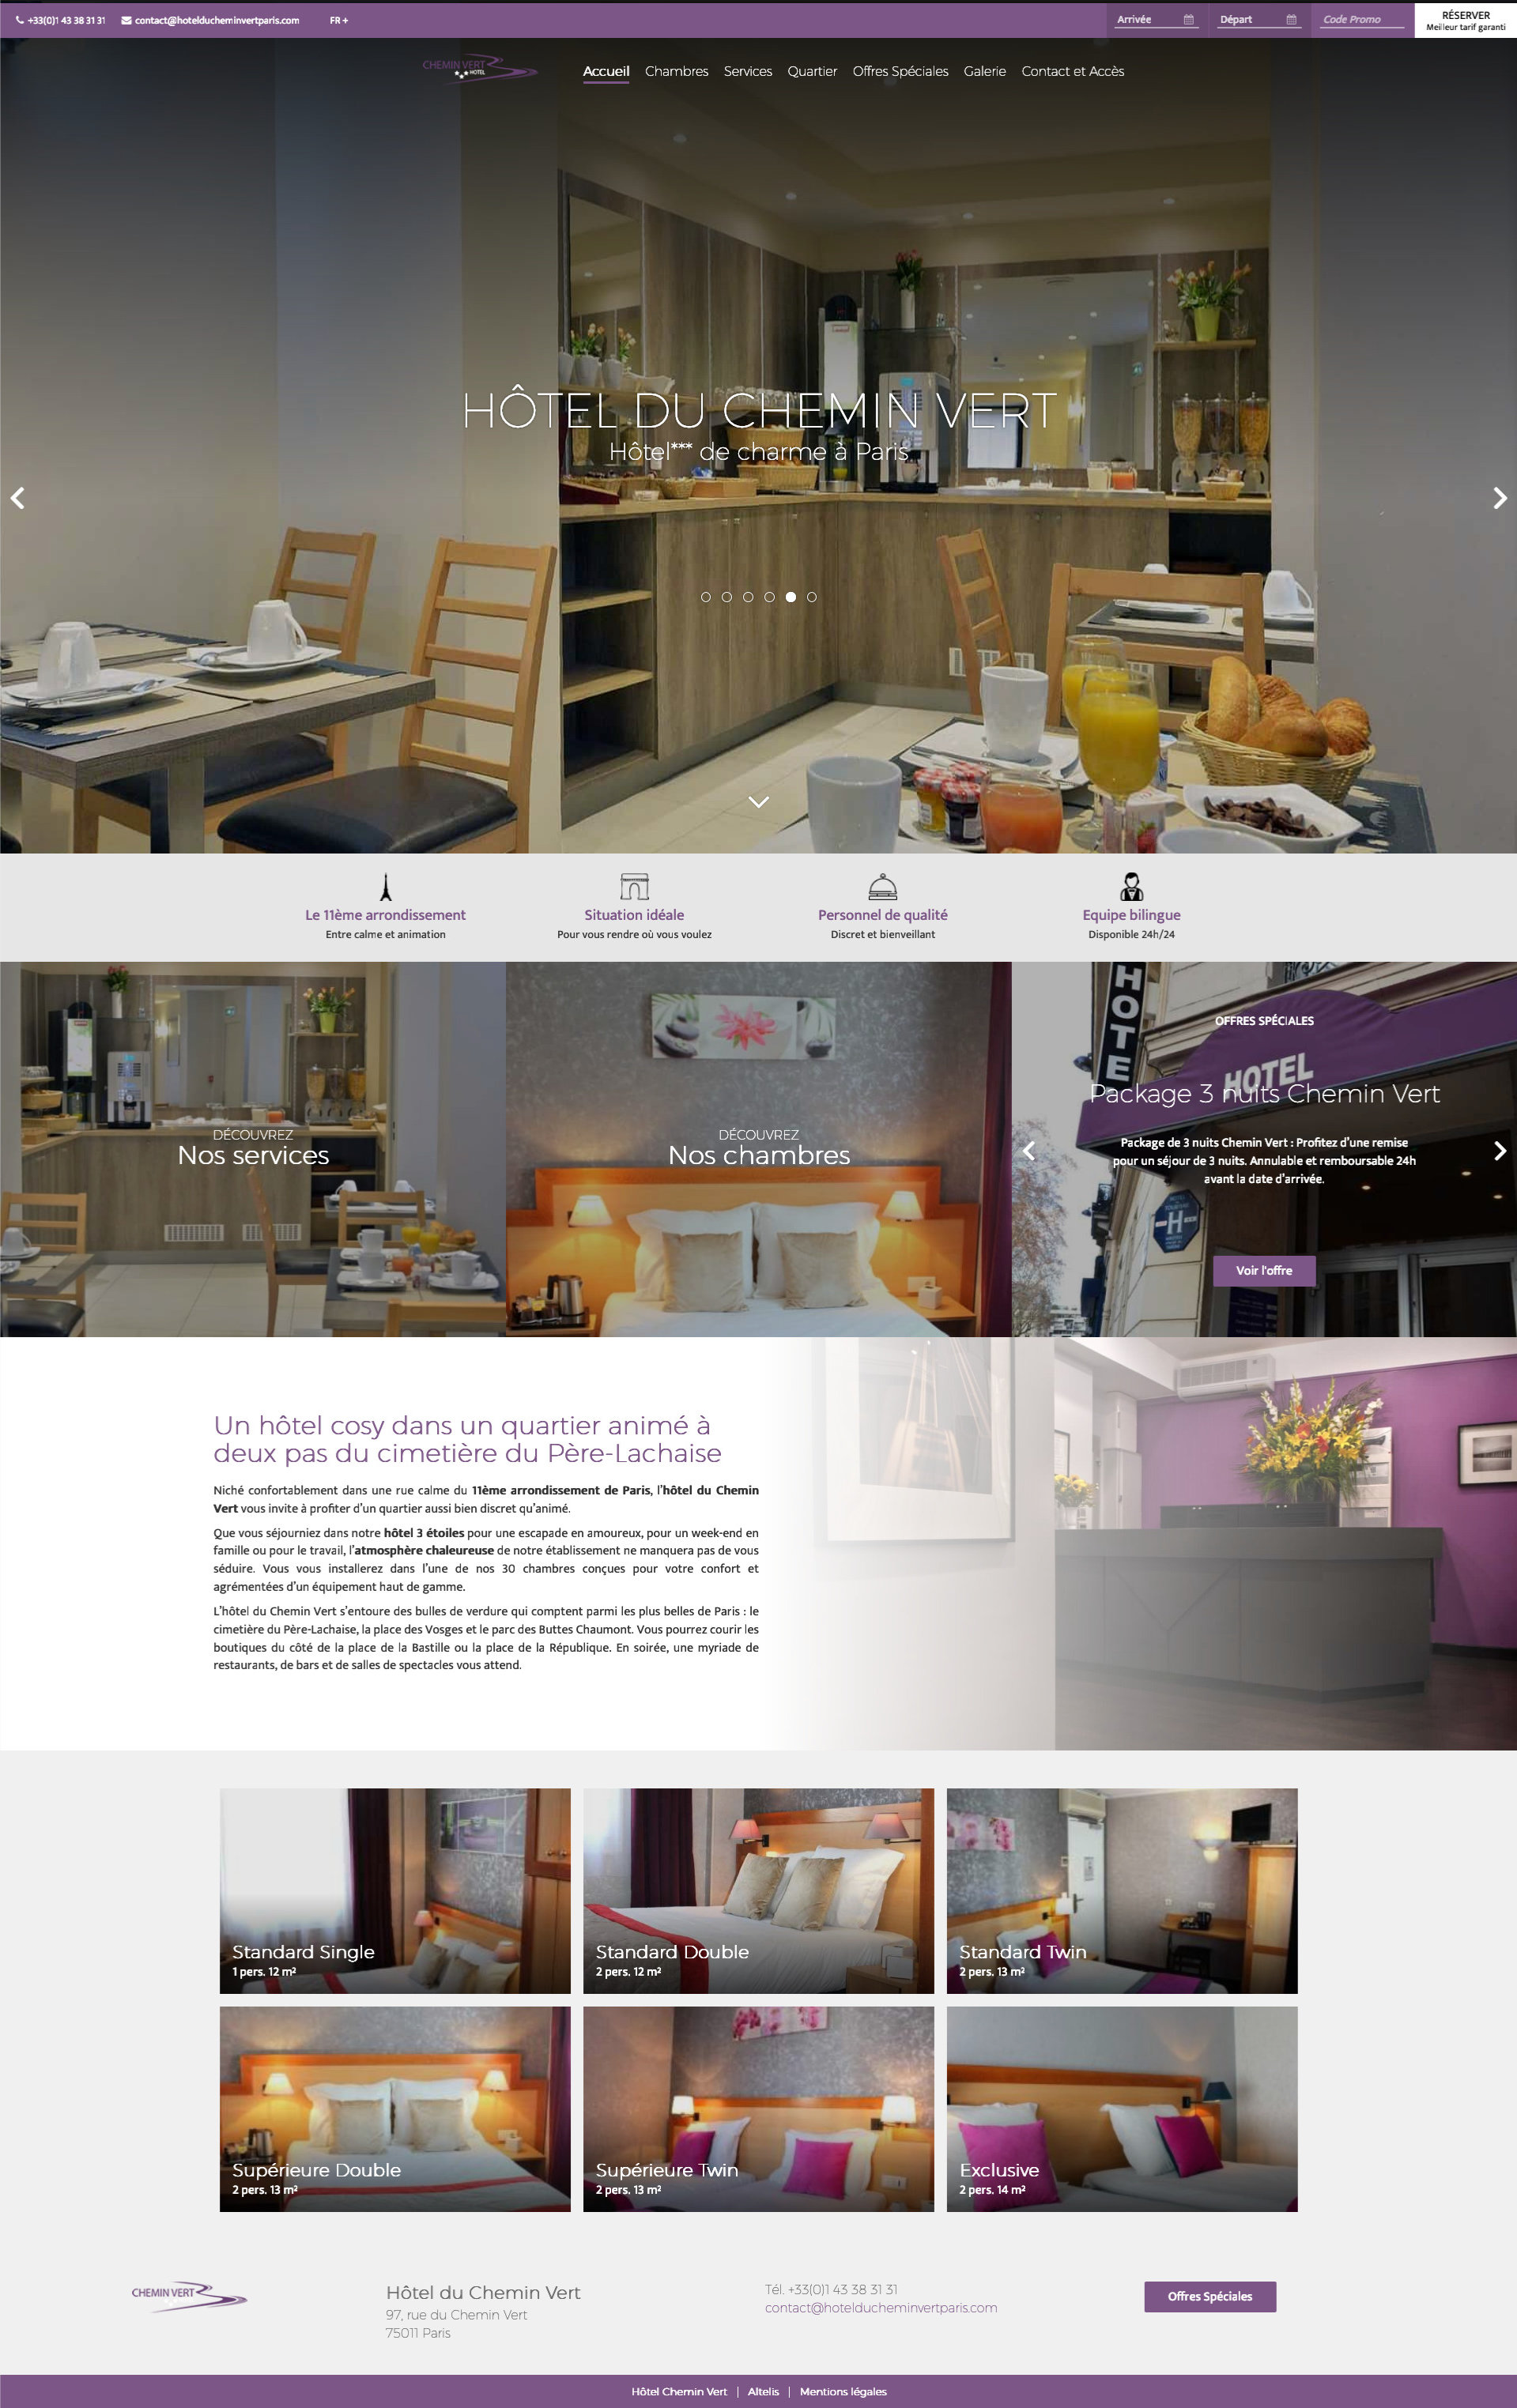 +33(0)1 43 38 31 31 contact@hotelducheminvertparis.com FR +
Arrivée Départ Code Promo RÉSERVER
Meilleur tarif garanti
CHEMIN VERT
HOTEL
Accueil Chambres Services Quartier Offres Spéciales Galerie Contact et Accès
HÔTEL DU CHEMIN VERT
Hôtel*** de charme à Paris
Le 11ème arrondissement
Entre calme et animation
Situation idéale
Pour vous rendre où vous voulez
Personnel de qualité
Discret et bienveillant
Equipe bilingue
Disponible 24h/24
DÉCOUVREZ
Nos services
DÉCOUVREZ
Nos chambres
HOTE
HOTEL
H
OFFRES SPÉCIALES
Package 3 nuits Chemin Vert
Package de 3 nuits Chemin Vert : Profitez d'une remise
pour un séjour de 3 nuits. Annulable et remboursable 24h
avant la date d'arrivée.
Voir l'offre
Un hôtel cosy dans un quartier animé à
deux pas du cimetière du Père-Lachaise
Niché confortablement dans une rue calme du 11ème arrondissement de Paris, l'hôtel du Chemin
Vert vous invite à profiter d'un quartier aussi bien discret qu'animé.
Que vous séjourniez dans notre hôtel 3 étoiles pour une escapade en amoureux, pour un week-end en
famille ou pour le travail, l'atmosphère chaleureuse de notre établissement ne manquera pas de vous
séduire. Vous vous installerez dans l'une de nos 30 chambres conçues pour votre confort et
agrémentées d'un équipement haut de gamme.
L'hôtel du Chemin Vert s'entoure des bulles de verdure qui comptent parmi les plus belles de Paris : le
cimetière du Père-Lachaise, la place des Vosges et le parc des Buttes Chaumont. Vous pourrez courir les
boutiques du côté de la place de la Bastille ou la place de la République. En soirée, une myriade de
restaurants, de bars et de salles de spectacles vous attend.
Standard Single
1 pers. 12 m²
Standard Double
2 pers. 12 m²
Standard Twin
2 pers. 13 m²
Supérieure Double
2 pers. 13 m²
Supérieure Twin
2 pers. 13 m²
Exclusive
2 pers. 14 m²
CHEMIN VERT
Hôtel du Chemin Vert
97, rue du Chemin Vert
75011 Paris
Tél. +33(0)1 43 38 31 31
contact@hotelducheminvertparis.com
Offres Spéciales
Hôtel Chemin Vert | Altelis | Mentions légales